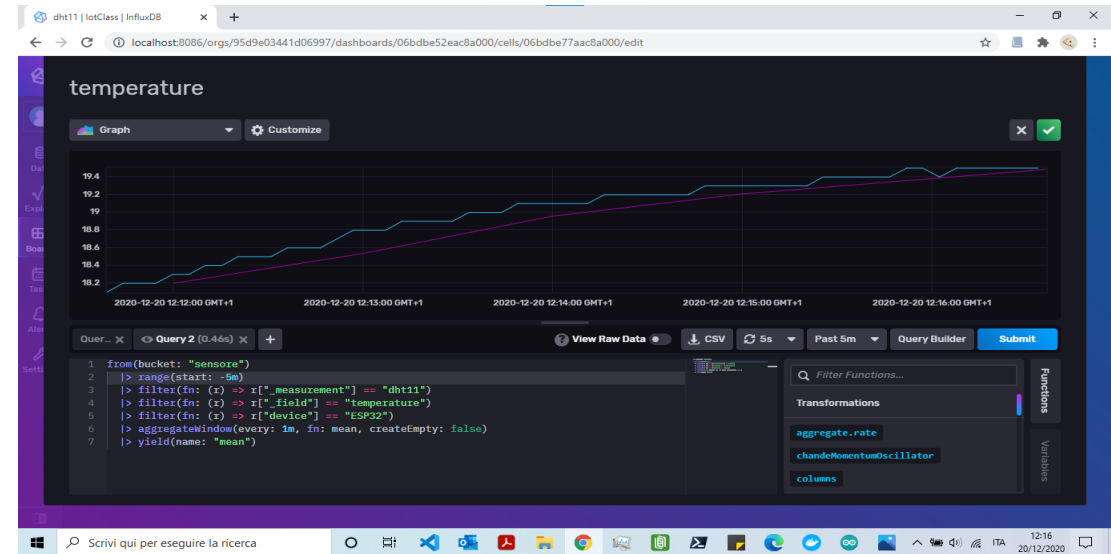 dht11 | IotClass | InfluxDB
localhost:8086/orgs/95d9e03441d06997/dashboards/06bdbe52eac8a000/cells/06bdbe77aac8a000/edit
temperature
Graph
Customize
19.4
19.2
19
18.8
18.6
18.4
18.2
2020-12-20 12:12:00 GMT+1
2020-12-20 12:13:00 GMT+1
2020-12-20 12:14:00 GMT+1
2020-12-20 12:15:00 GMT+1
2020-12-20 12:16:00 GMT+1
Quer...
Query 2 (0.46s)
View Raw Data
CSV
5s
Past 5m
Query Builder
Submit
1 from(bucket: "sensore")
2 |> range(start: -5m)
3 |> filter(fn: (r) => r["_measurement"] == "dht11")
4 |> filter(fn: (r) => r["_field"] == "temperature")
5 |> filter(fn: (r) => r["device"] == "ESP32")
6 |> aggregateWindow(every: 1m, fn: mean, createEmpty: false)
7 |> yield(name: "mean")
Filter Functions...
Transformations
aggregate.rate
chandeMomentumOscillator
columns
Functions
Variables
Scrivi qui per eseguire la ricerca
ITA
12:16
20/12/2020